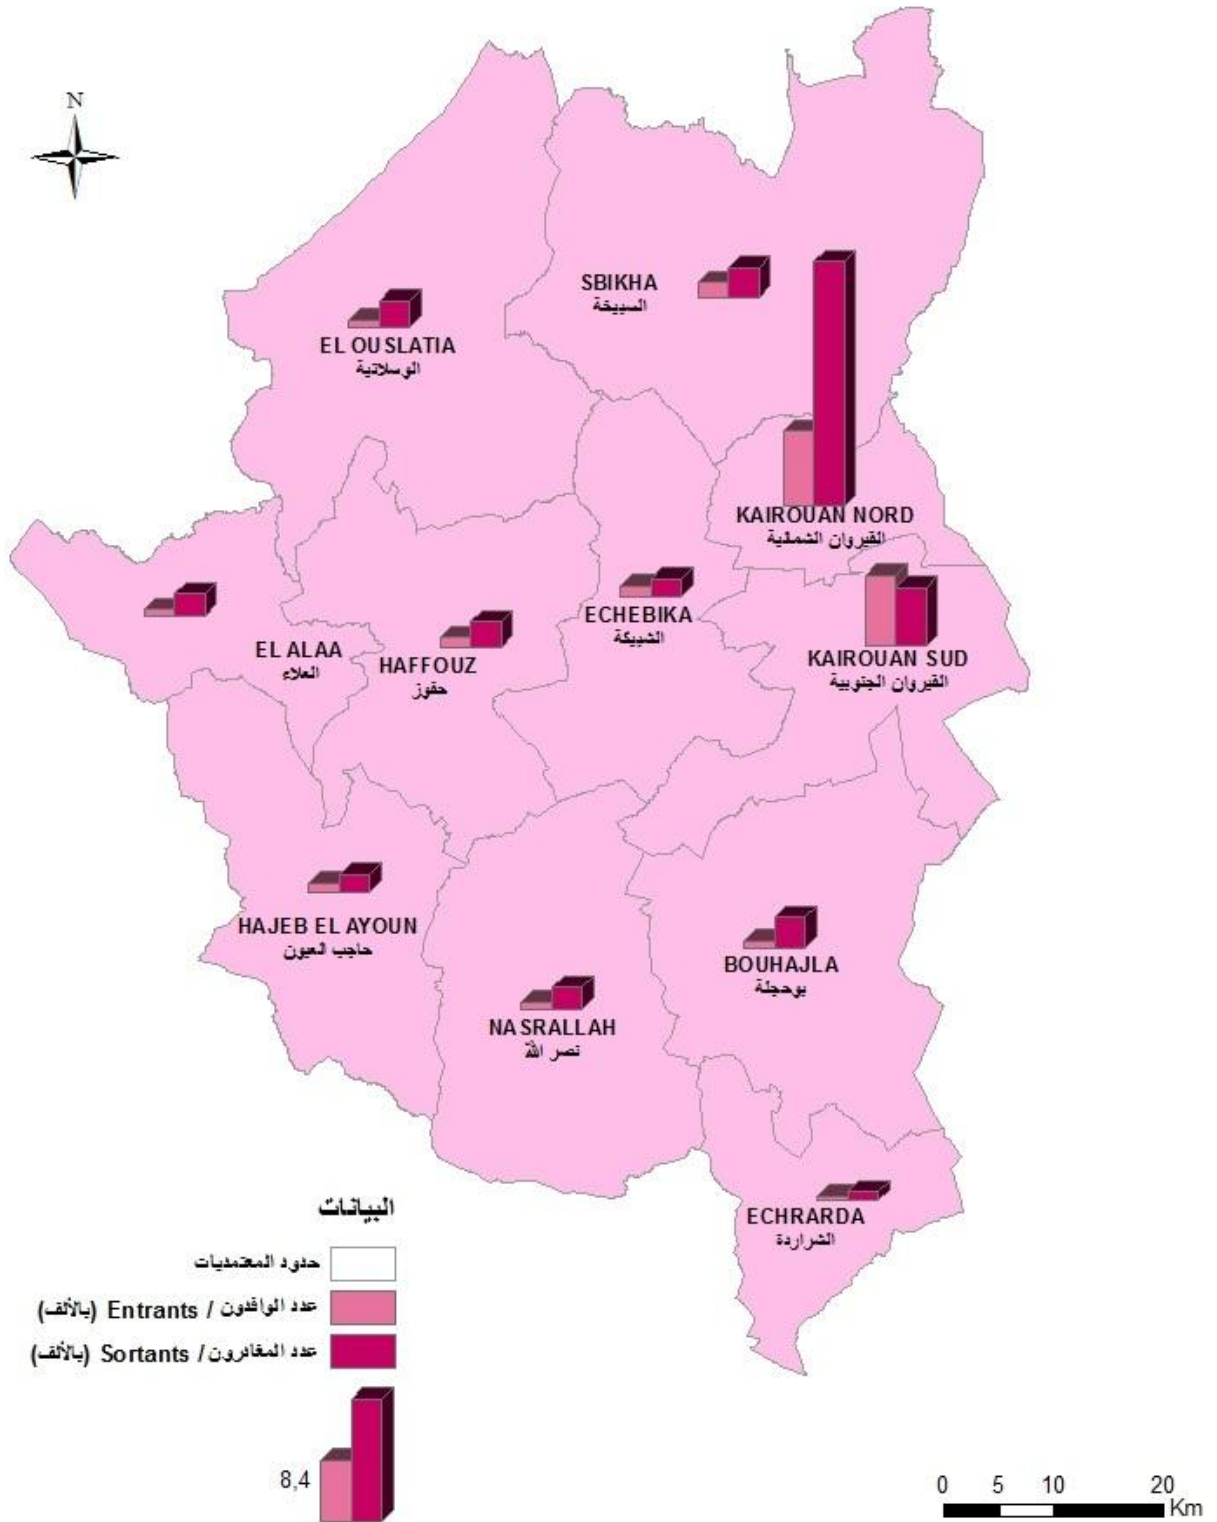 N
SBIKHA
السبيخة
EL OUSLATIA
الوسلاتية
KAIROUAN NORD
القيروان الشمالية
ECHEBIKA
الشبيكة
EL ALAA
العلاء
HAFFOUZ
حفوز
KAIROUAN SUD
القيروان الجنوبية
HAJEB EL AYOUN
حاجب العيون
BOUHAJLA
بوحجلة
NASRALLAH
نصر الله
ECHRARDA
الشراردة
البيانات
حدود المعتمديات
عدد الوافدون / Entrants (بالألف)
عدد المغادرون / Sortants (بالألف)
8,4
0 5 10 20
Km